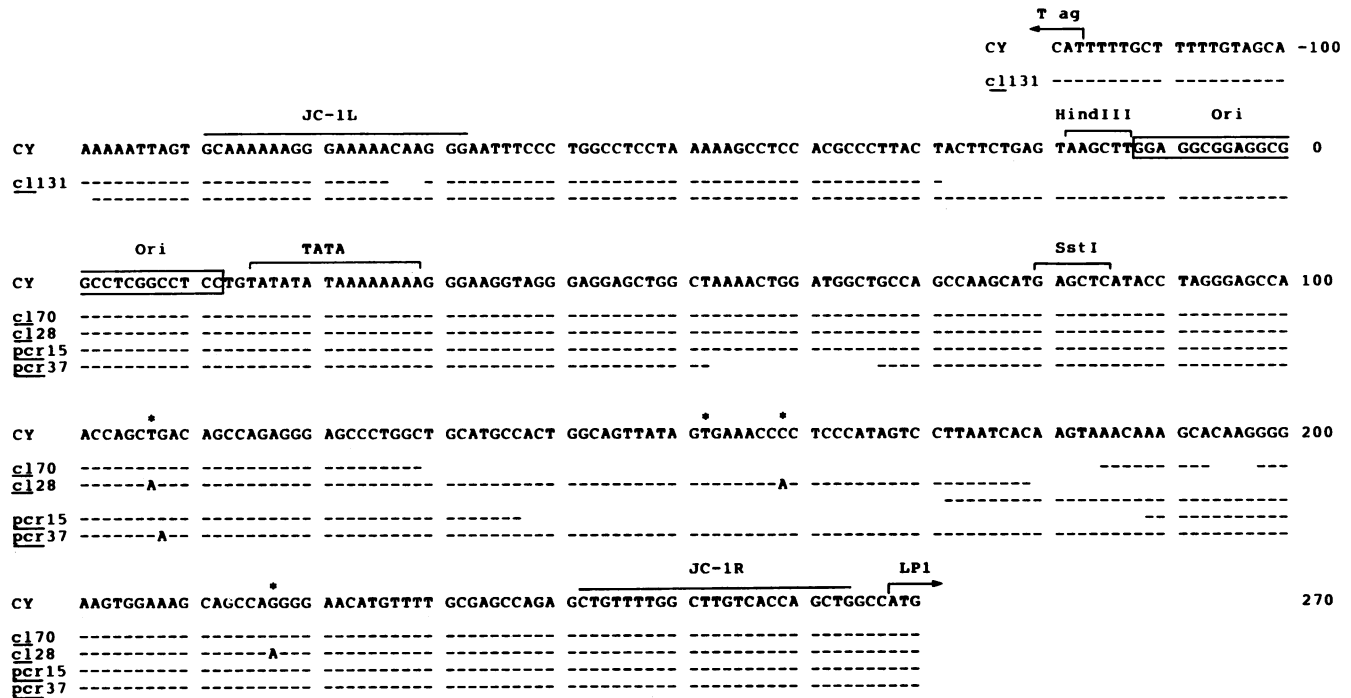 T ag
CY CATTTTTGCT TTTTGTAGCA -100
cl131 ---------- ----------
JC-1L HindIII Ori
CY AAAAATTAGT GCAAAAAAGG GAAAAACAAG GGAATTTCCC TGGCCTCCTA AAAAGCCTCC ACGCCCTTAC TACTTCTGAG TAAGCTTGGA GGCGGAGGCG 0
cl131 ---------- ---------- ------- - ---------- ---------- ---------- ---------- -
--------- ---------- ---------- ---------- ---------- ---------- ---------- ---------- ---------- ----------
Ori TATA SstI
CY GCCTCGGCCT CCTGTATATA TAAAAAAAAG GGAAGGTAGG GAGGAGCTGG CTAAAACTGG ATGGCTGCCA GCCAAGCATG AGCTCATACC TAGGGAGCCA 100
cl70 ---------- ---------- ---------- ---------- ---------- ---------- ---------- ---------- ---------- ----------
cl28 ---------- ---------- ---------- ---------- ---------- ---------- ---------- ---------- ---------- ----------
pcr15 ---------- ---------- ---------- ---------- ---------- ---------- ---------- ---------- ---------- ----------
pcr37 ---------- ---------- ---------- ---------- ---------- -- ---- ---------- ---------- ----------
* * *
CY ACCAGCTGAC AGCCAGAGGG AGCCCTGGCT GCATGCCACT GGCAGTTATA GTGAAACCCC TCCCATAGTC CTTAATCACA AGTAAACAAA GCACAAGGGG 200
cl70 ---------- ---------- ---------- - ------- --- ---
cl28 ------A--- ---------- ---------- ---------- ---------- --------A- ---------- ---------
--------- ---------- ----------
pcr15 ---------- ---------- ---------- ---------- - -- ----------
pcr37 -------A-- ---------- ---------- ---------- ---------- ---------- ---------- ---------- ---------- ----------
* JC-1R LP1
CY AAGTGGAAAG CAGCCAGGGG AACATGTTTT GCGAGCCAGA GCTGTTTTGG CTTGTCACCA GCTGGCCATG 270
cl70 ---------- ---------- ---------- ---------- ---------- ---------- ----------
cl28 ---------- ------A--- ---------- ---------- ---------- ---------- ----------
pcr15 ---------- ---------- ---------- ---------- ---------- ---------- ----------
pcr37 ---------- ---------- ---------- ---------- ---------- ---------- ----------